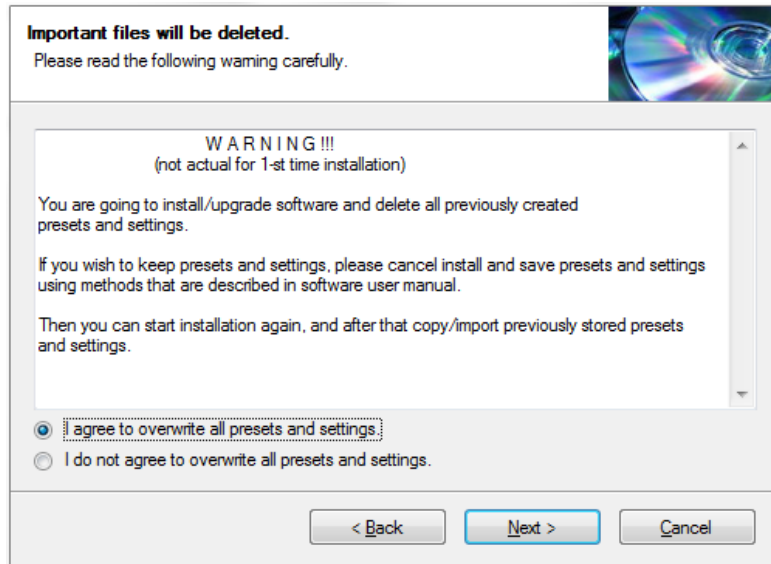 Important files will be deleted.
Please read the following warning carefully.
W A R N I N G !!!
(not actual for 1-st time installation)
You are going to install/upgrade software and delete all previously created
presets and settings.
If you wish to keep presets and settings, please cancel install and save presets and settings
using methods that are described in software user manual.
Then you can start installation again, and after that copy/import previously stored presets
and settings.
I agree to overwrite all presets and settings.
I do not agree to overwrite all presets and settings.
< Back Next > Cancel